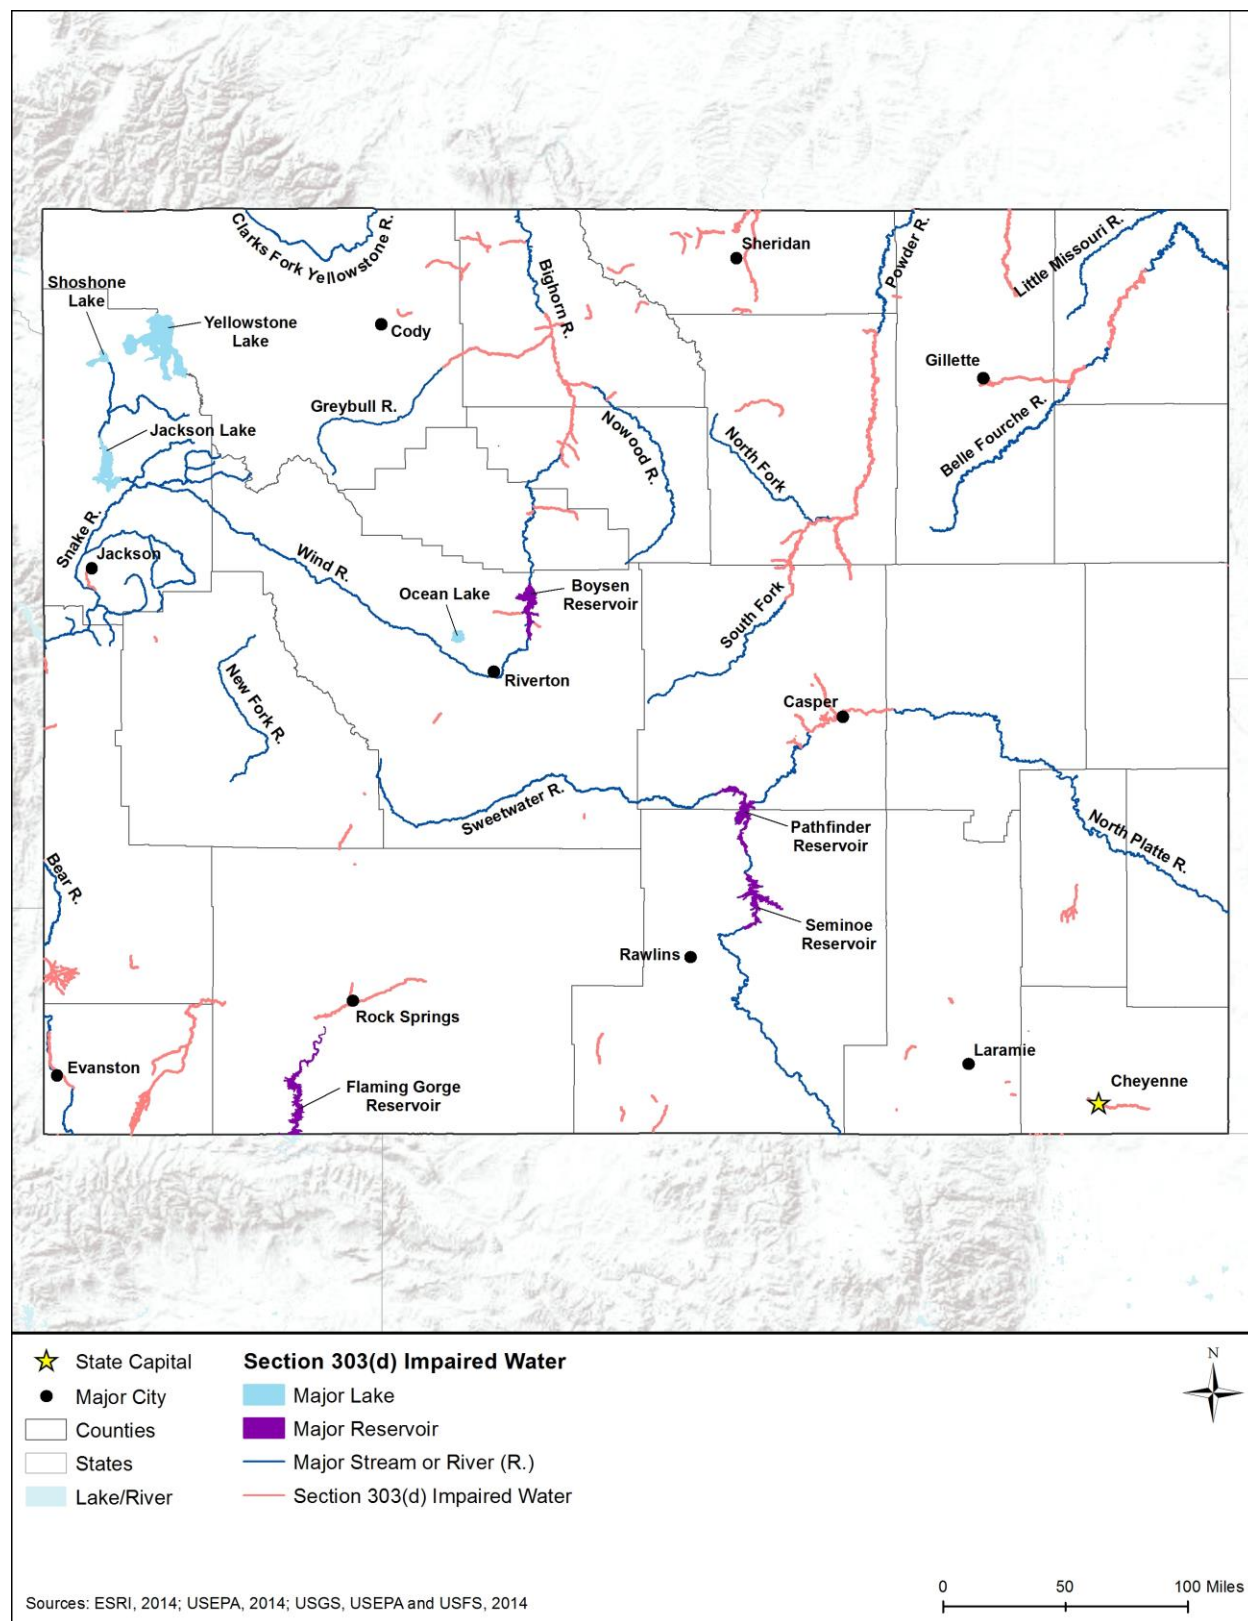 Clarks Fork Yellowstone R.
Bighorn R.
Sheridan
Powder R.
Little Missouri R.
Shoshone
Lake
Yellowstone
Lake
Cody
Gillette
Greybull R.
Jackson Lake
Nowood R.
North Fork
Belle Fourche R.
Snake R.
Jackson
Wind R.
Ocean Lake
Boysen
Reservoir
South Fork
Riverton
New Fork R.
Casper
Sweetwater R.
Pathfinder
Reservoir
North Platte R.
Bear R.
Seminoe
Reservoir
Rawlins
Rock Springs
Evanston
Flaming Gorge
Reservoir
Laramie
Cheyenne
State Capital
Major City
Counties
States
Lake/River
Section 303(d) Impaired Water
Major Lake
Major Reservoir
Major Stream or River (R.)
Section 303(d) Impaired Water
N
0 50 100 Miles
Sources: ESRI, 2014; USEPA, 2014; USGS, USEPA and USFS, 2014